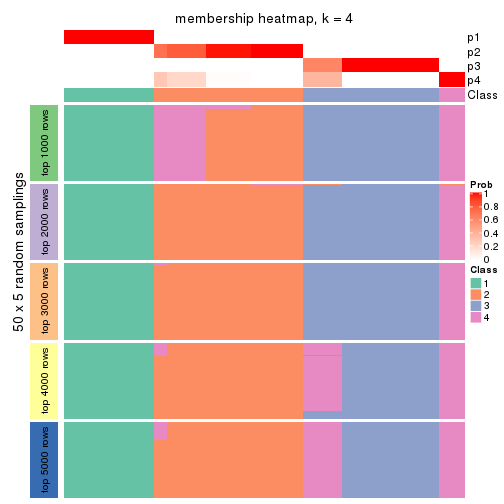 membership heatmap, k = 4
p1
p2
p3
p4
Class
50 x 5 random samplings
top 1000 rows
top 2000 rows
top 3000 rows
top 4000 rows
top 5000 rows
Prob
1
0.8
0.6
0.4
0.2
0
Class
1
2
3
4